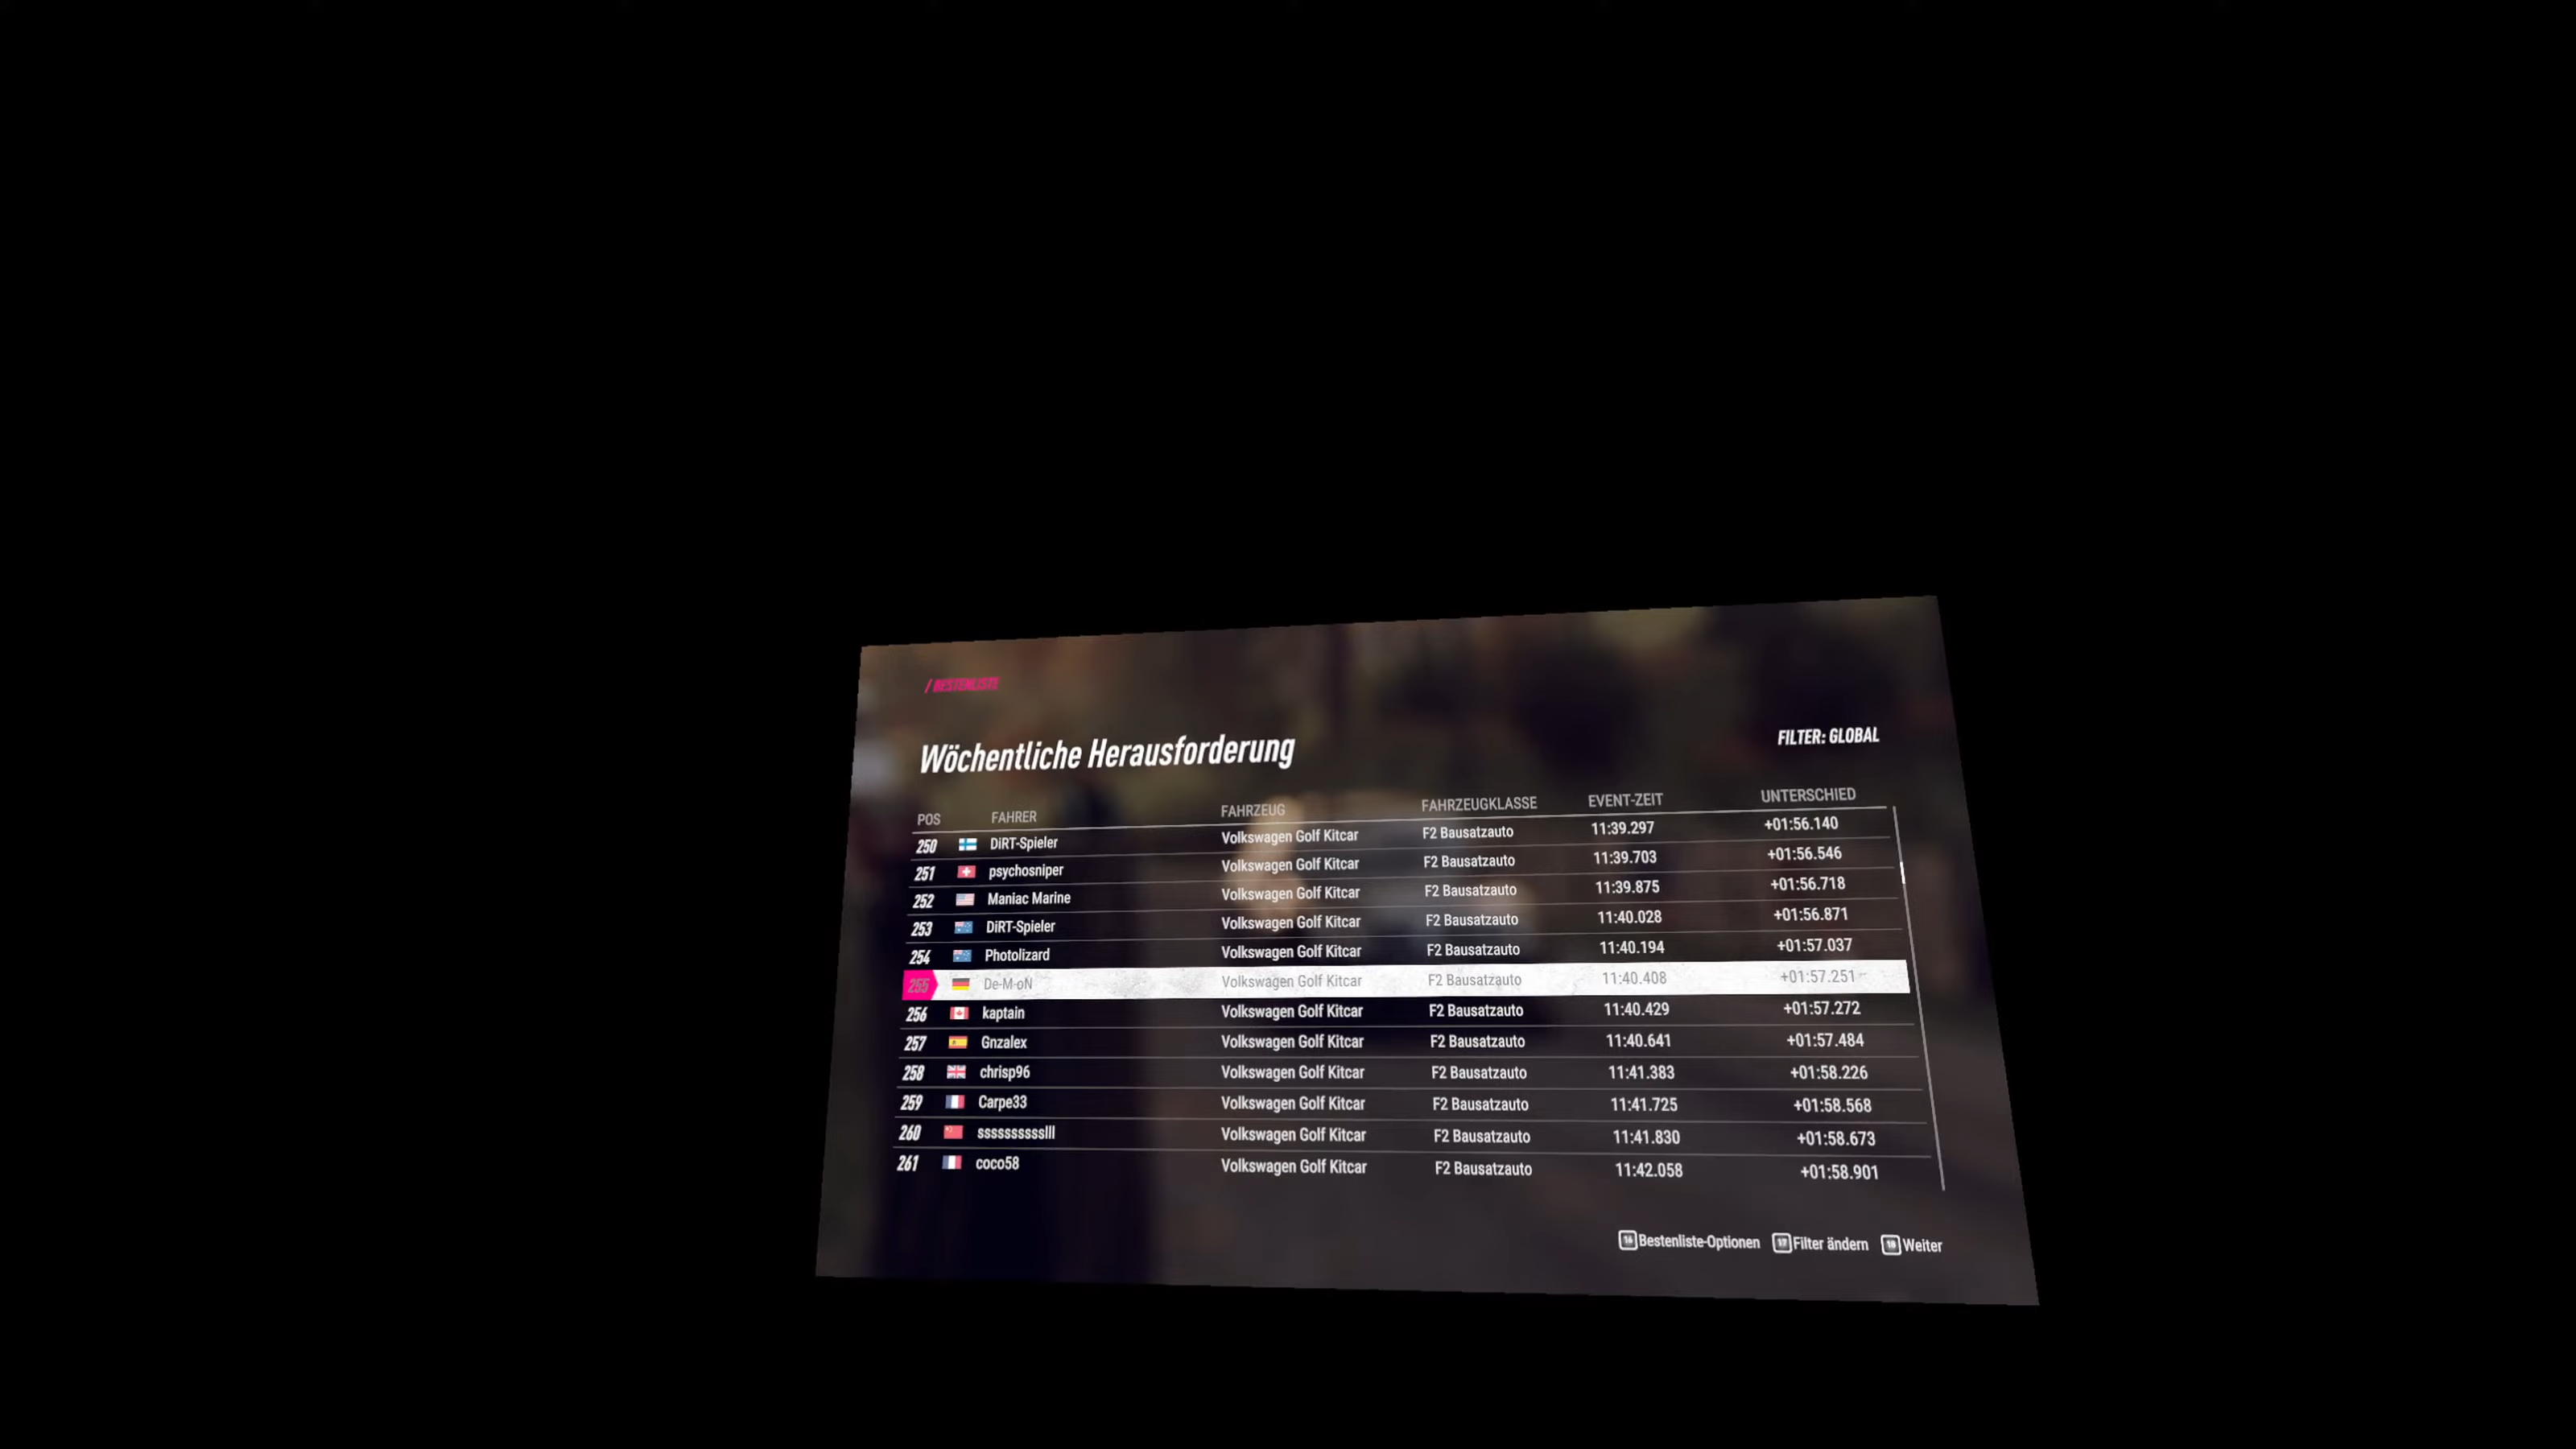 / BESTENLISTE
Wöchentliche Herausforderung
FILTER: GLOBAL
POS FAHRER FAHRZEUG FAHRZEUGKLASSE EVENT-ZEIT UNTERSCHIED
250 DiRT-Spieler Volkswagen Golf Kitcar F2 Bausatzauto 11:39.297 +01:56.140
251 psychosniper Volkswagen Golf Kitcar F2 Bausatzauto 11:39.703 +01:56.546
252 Maniac Marine Volkswagen Golf Kitcar F2 Bausatzauto 11:39.875 +01:56.718
253 DiRT-Spieler Volkswagen Golf Kitcar F2 Bausatzauto 11:40.028 +01:56.871
254 Photolizard Volkswagen Golf Kitcar F2 Bausatzauto 11:40.194 +01:57.037
255 De-M-oN Volkswagen Golf Kitcar F2 Bausatzauto 11:40.408 +01:57.251
256 kaptain Volkswagen Golf Kitcar F2 Bausatzauto 11:40.429 +01:57.272
257 Gnzalex Volkswagen Golf Kitcar F2 Bausatzauto 11:40.641 +01:57.484
258 chrisp96 Volkswagen Golf Kitcar F2 Bausatzauto 11:41.383 +01:58.226
259 Carpe33 Volkswagen Golf Kitcar F2 Bausatzauto 11:41.725 +01:58.568
260 sssssssssslll Volkswagen Golf Kitcar F2 Bausatzauto 11:41.830 +01:58.673
261 coco58 Volkswagen Golf Kitcar F2 Bausatzauto 11:42.058 +01:58.901
Bestenliste-Optionen Filter ändern Weiter